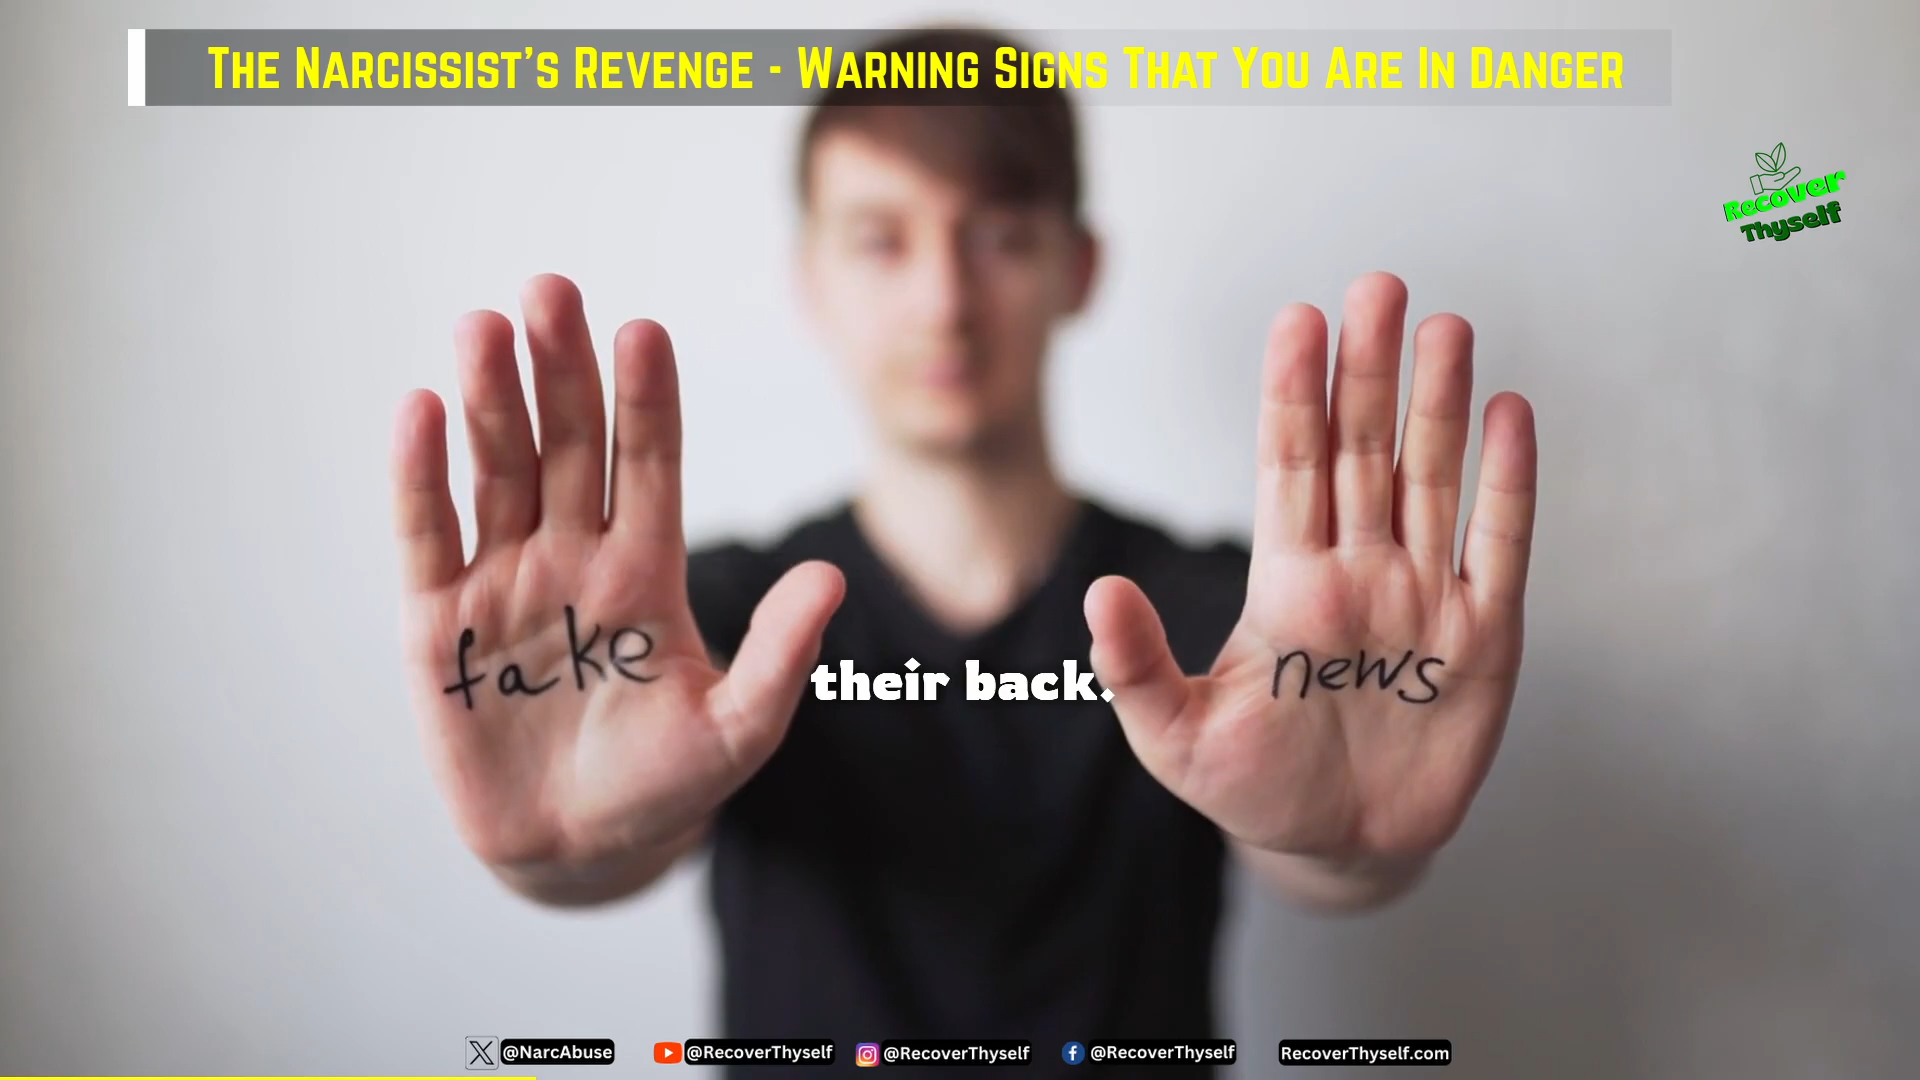 The Narcissist's Revenge - Warning Signs That You Are In Danger
Recover
Thyself
fake
news
their back.
@NarcAbuse
@RecoverThyself
@RecoverThyself
@RecoverThyself
RecoverThyself.com